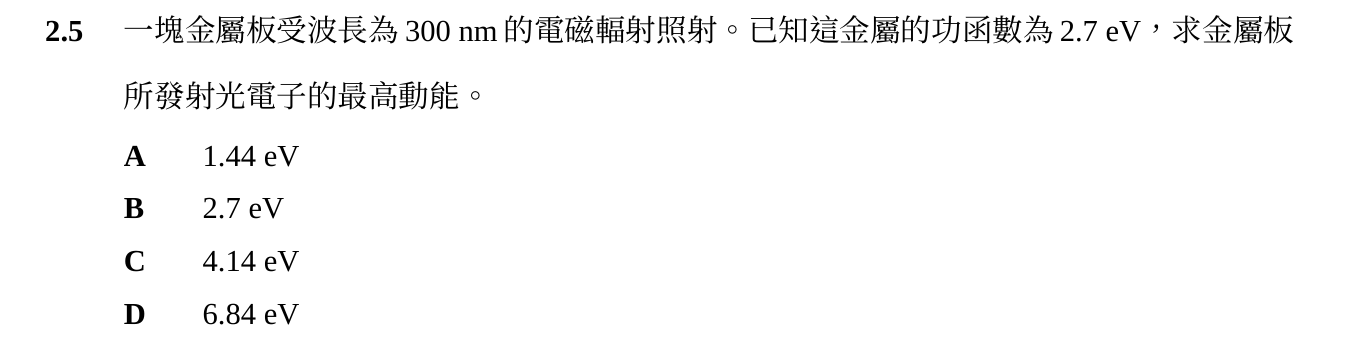 2.5 一塊金屬板受波長為 300 nm 的電磁輻射照射。已知這金屬的功函數為 2.7 eV，求金屬板
所發射光電子的最高動能。
A 1.44 eV
B 2.7 eV
C 4.14 eV
D 6.84 eV